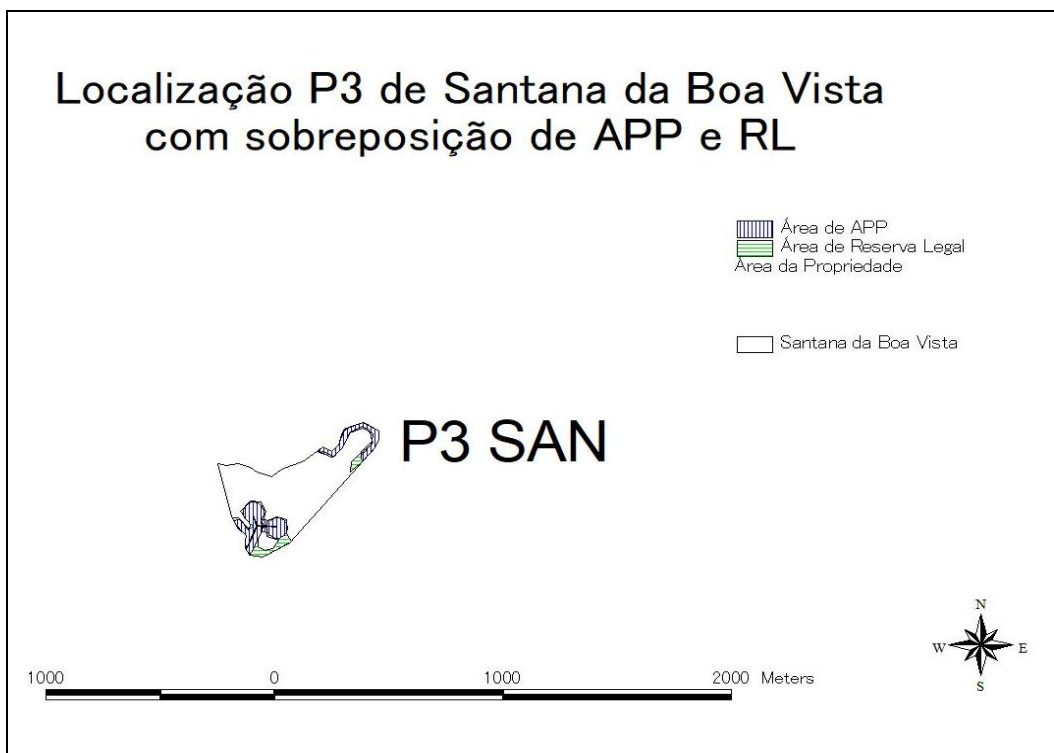 Localização P3 de Santana da Boa Vista
com sobreposição de APP e RL
Área de APP
Área de Reserva Legal
Área da Propriedade
Santana da Boa Vista
P3 SAN
N
W E
S
1000 0 1000 2000 Meters